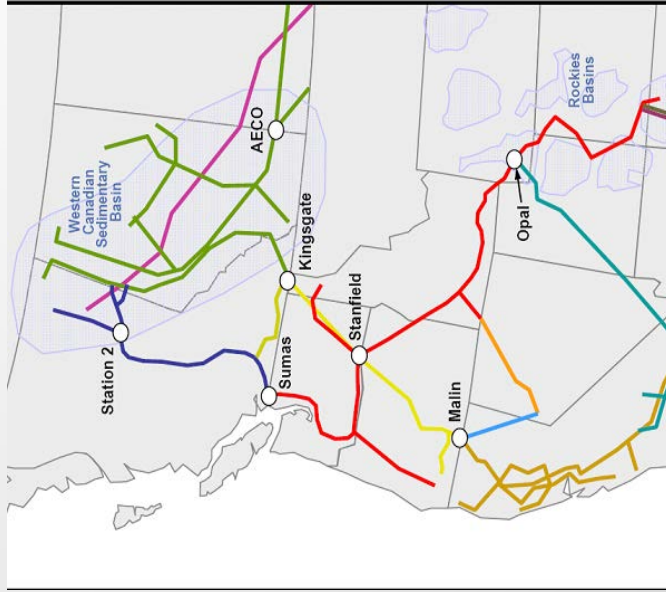 Western
Canadian
Sedimentary
Basin
AECO
Station 2
Kingsgate
Sumas
Stanfield
Malin
Opal
Rockies
Basins